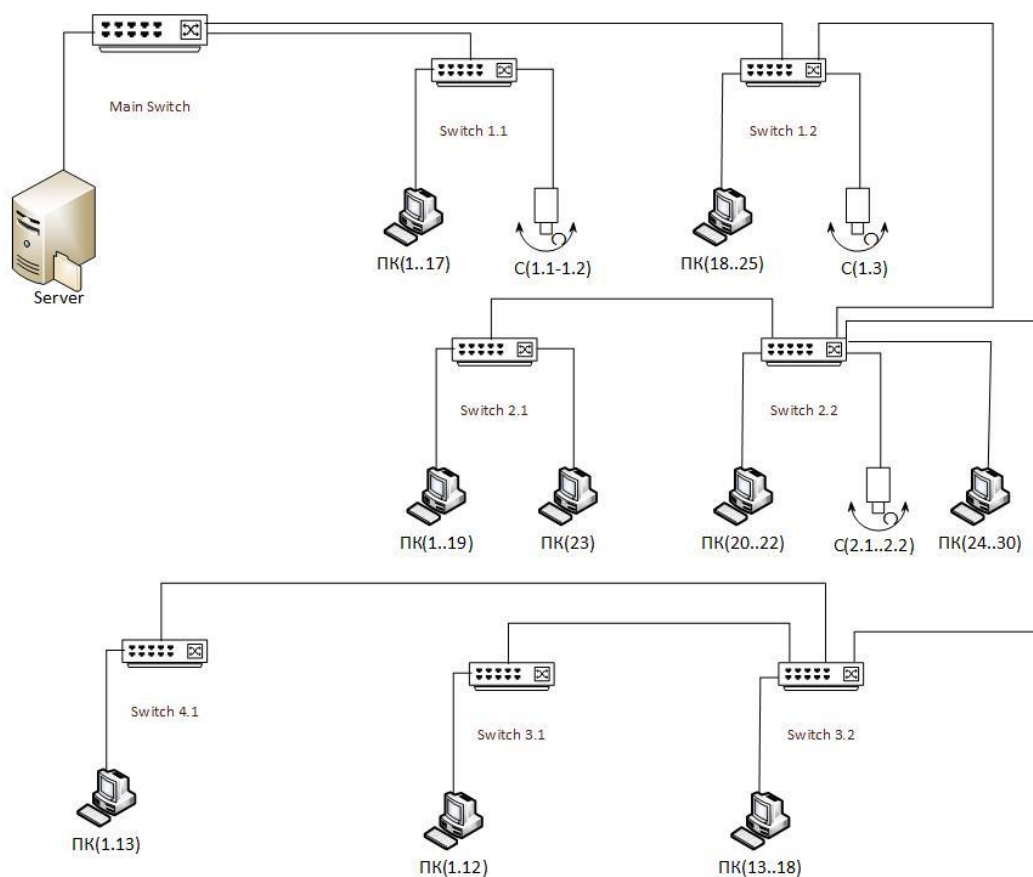 Main Switch
Switch 1.1
Switch 1.2
ПК(1..17)
С(1.1-1.2)
ПК(18..25)
С(1.3)
Server
Switch 2.1
Switch 2.2
ПК(1..19)
ПК(23)
ПК(20..22)
С(2.1..2.2)
ПК(24..30)
Switch 4.1
Switch 3.1
Switch 3.2
ПК(1.13)
ПК(1.12)
ПК(13..18)